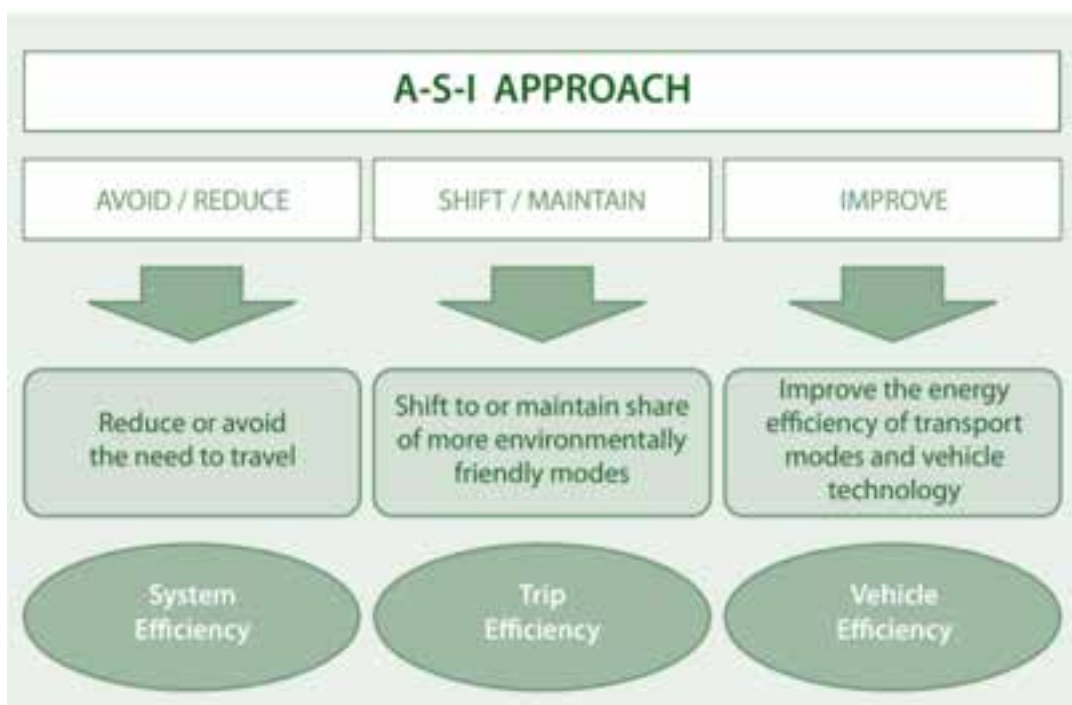 A-S-I APPROACH
AVOID / REDUCE
SHIFT / MAINTAIN
IMPROVE
Reduce or avoid
the need to travel
Shift to or maintain share
of more environmentally
friendly modes
Improve the energy
efficiency of transport
modes and vehicle
technology
System
Efficiency
Trip
Efficiency
Vehicle
Efficiency